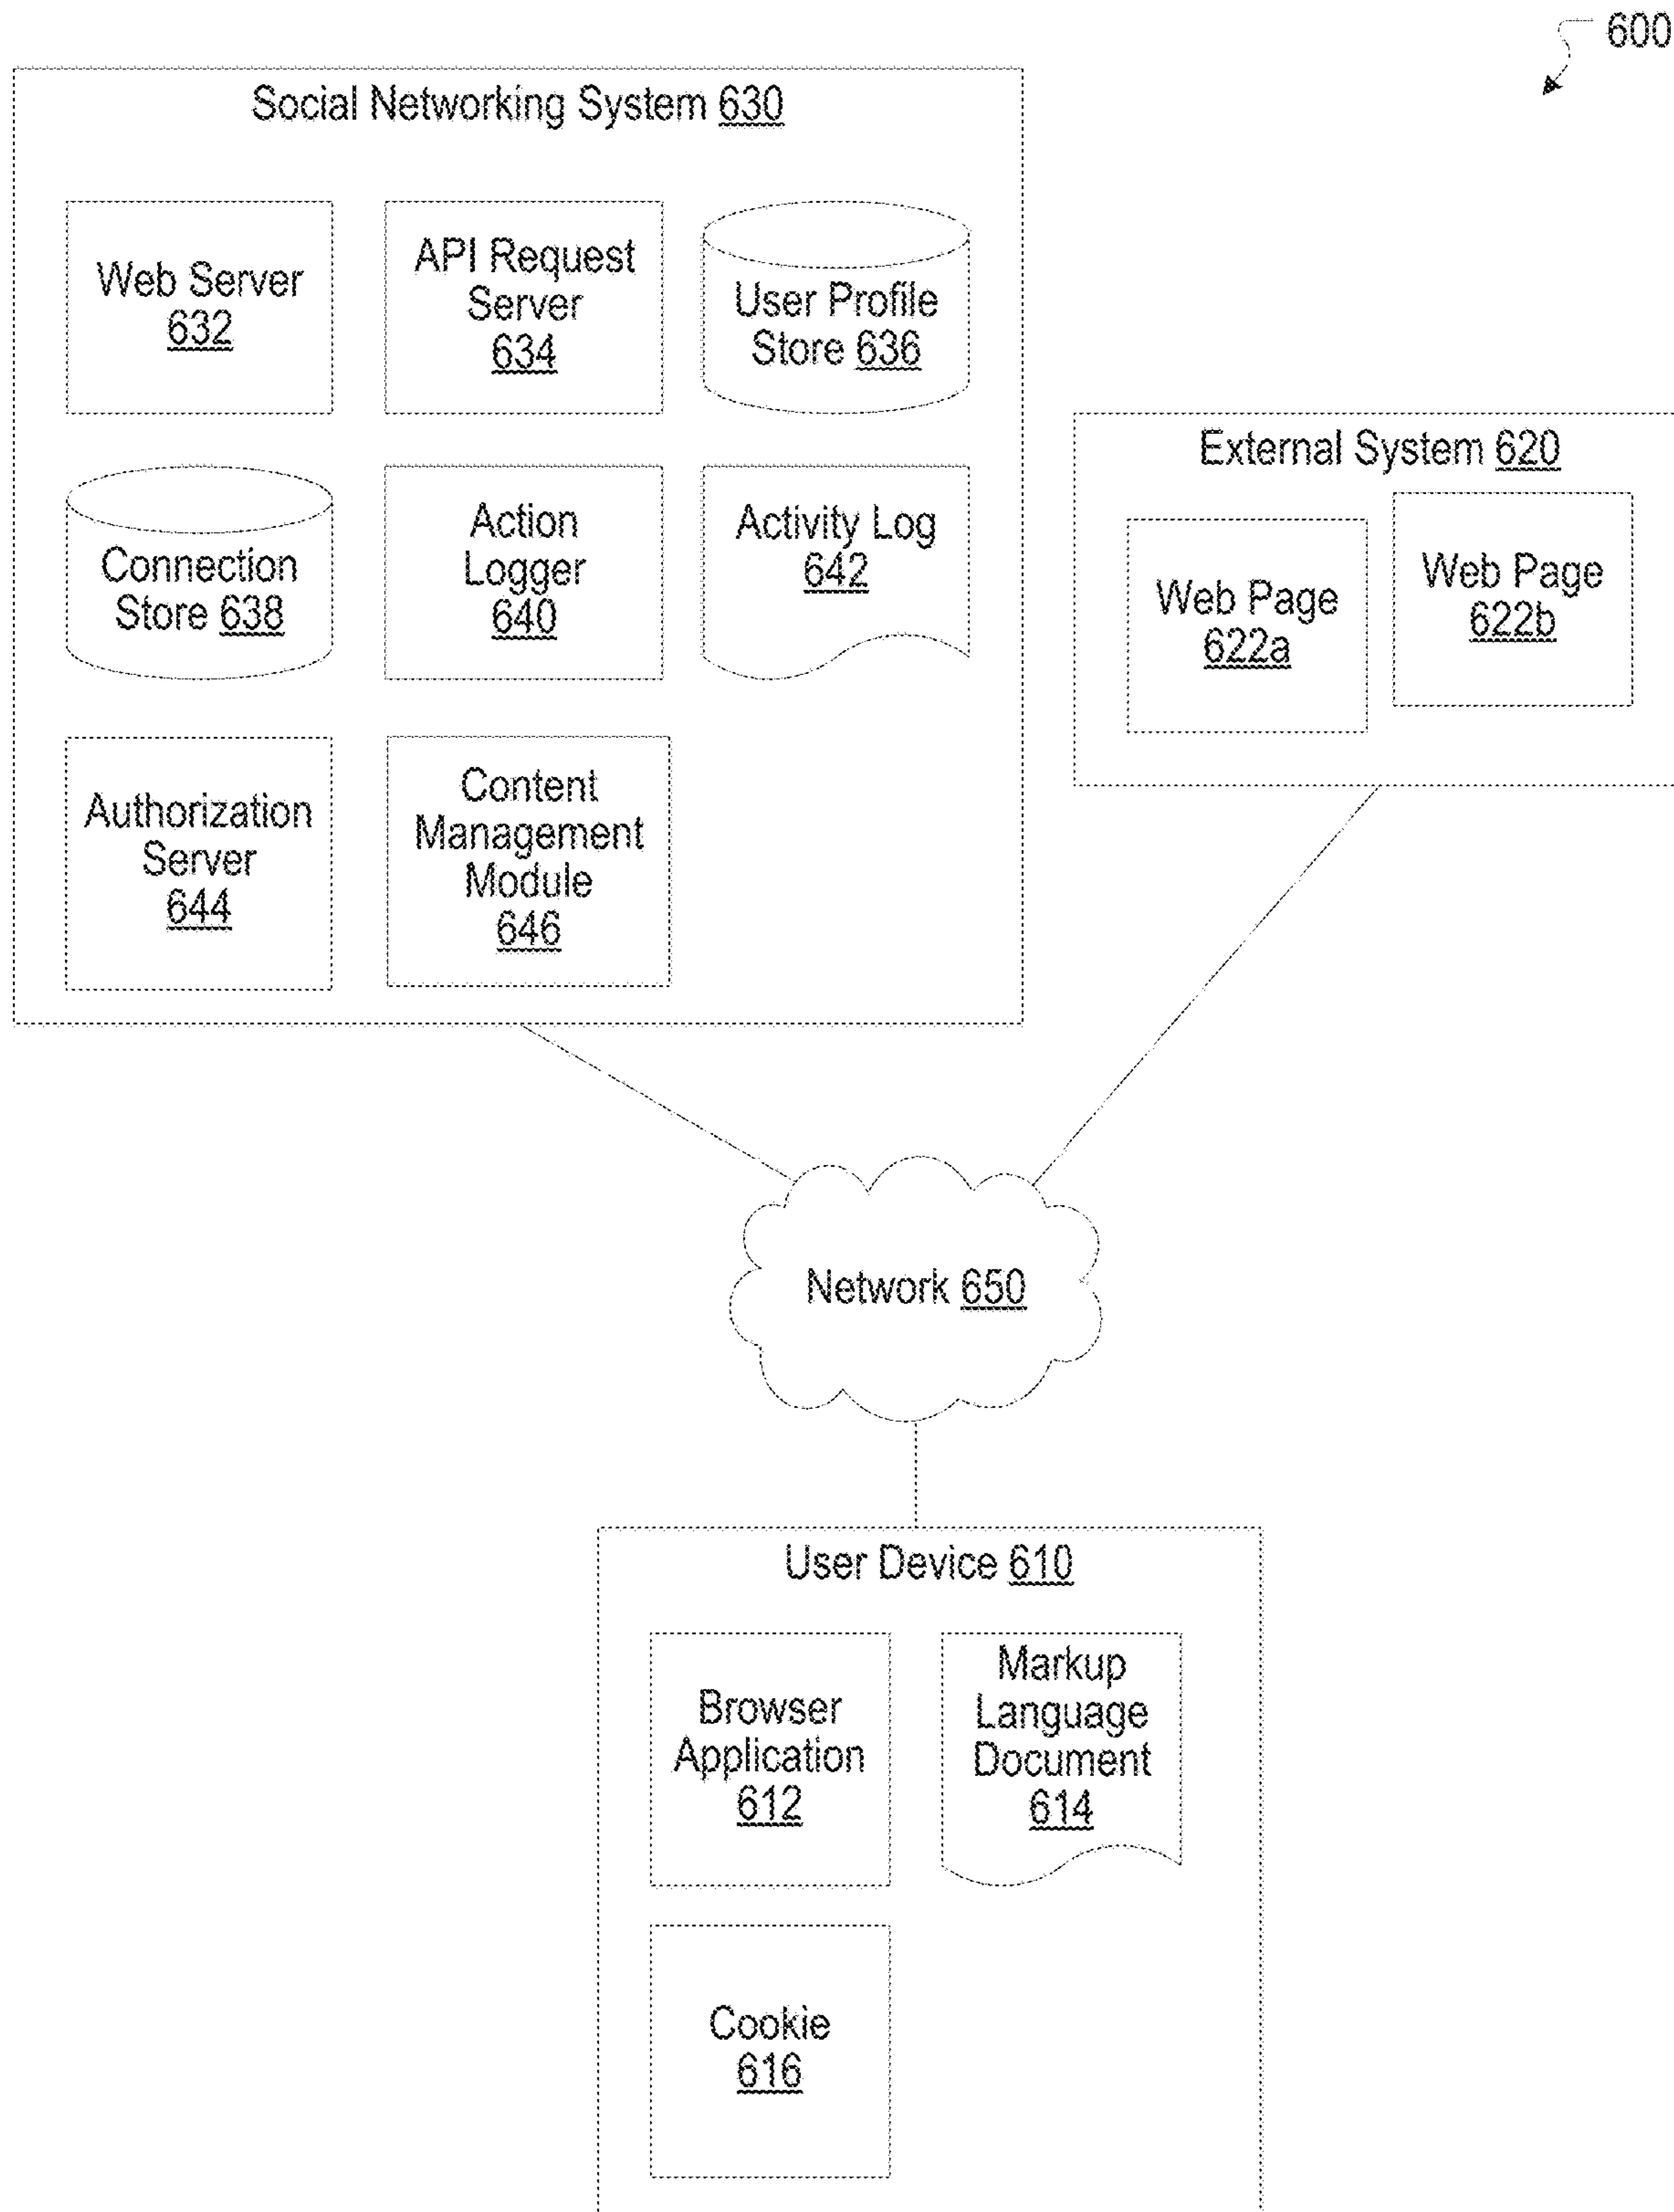 600
Social Networking System 630
Web Server
632
API Request
Server
634
User Profile
Store 636
Connection
Store 638
Action
Logger
640
Activity Log
642
Authorization
Server
644
Content
Management
Module
646
External System 620
Web Page
622a
Web Page
622b
Network 650
User Device 610
Browser
Application
612
Markup
Language
Document
614
Cookie
616